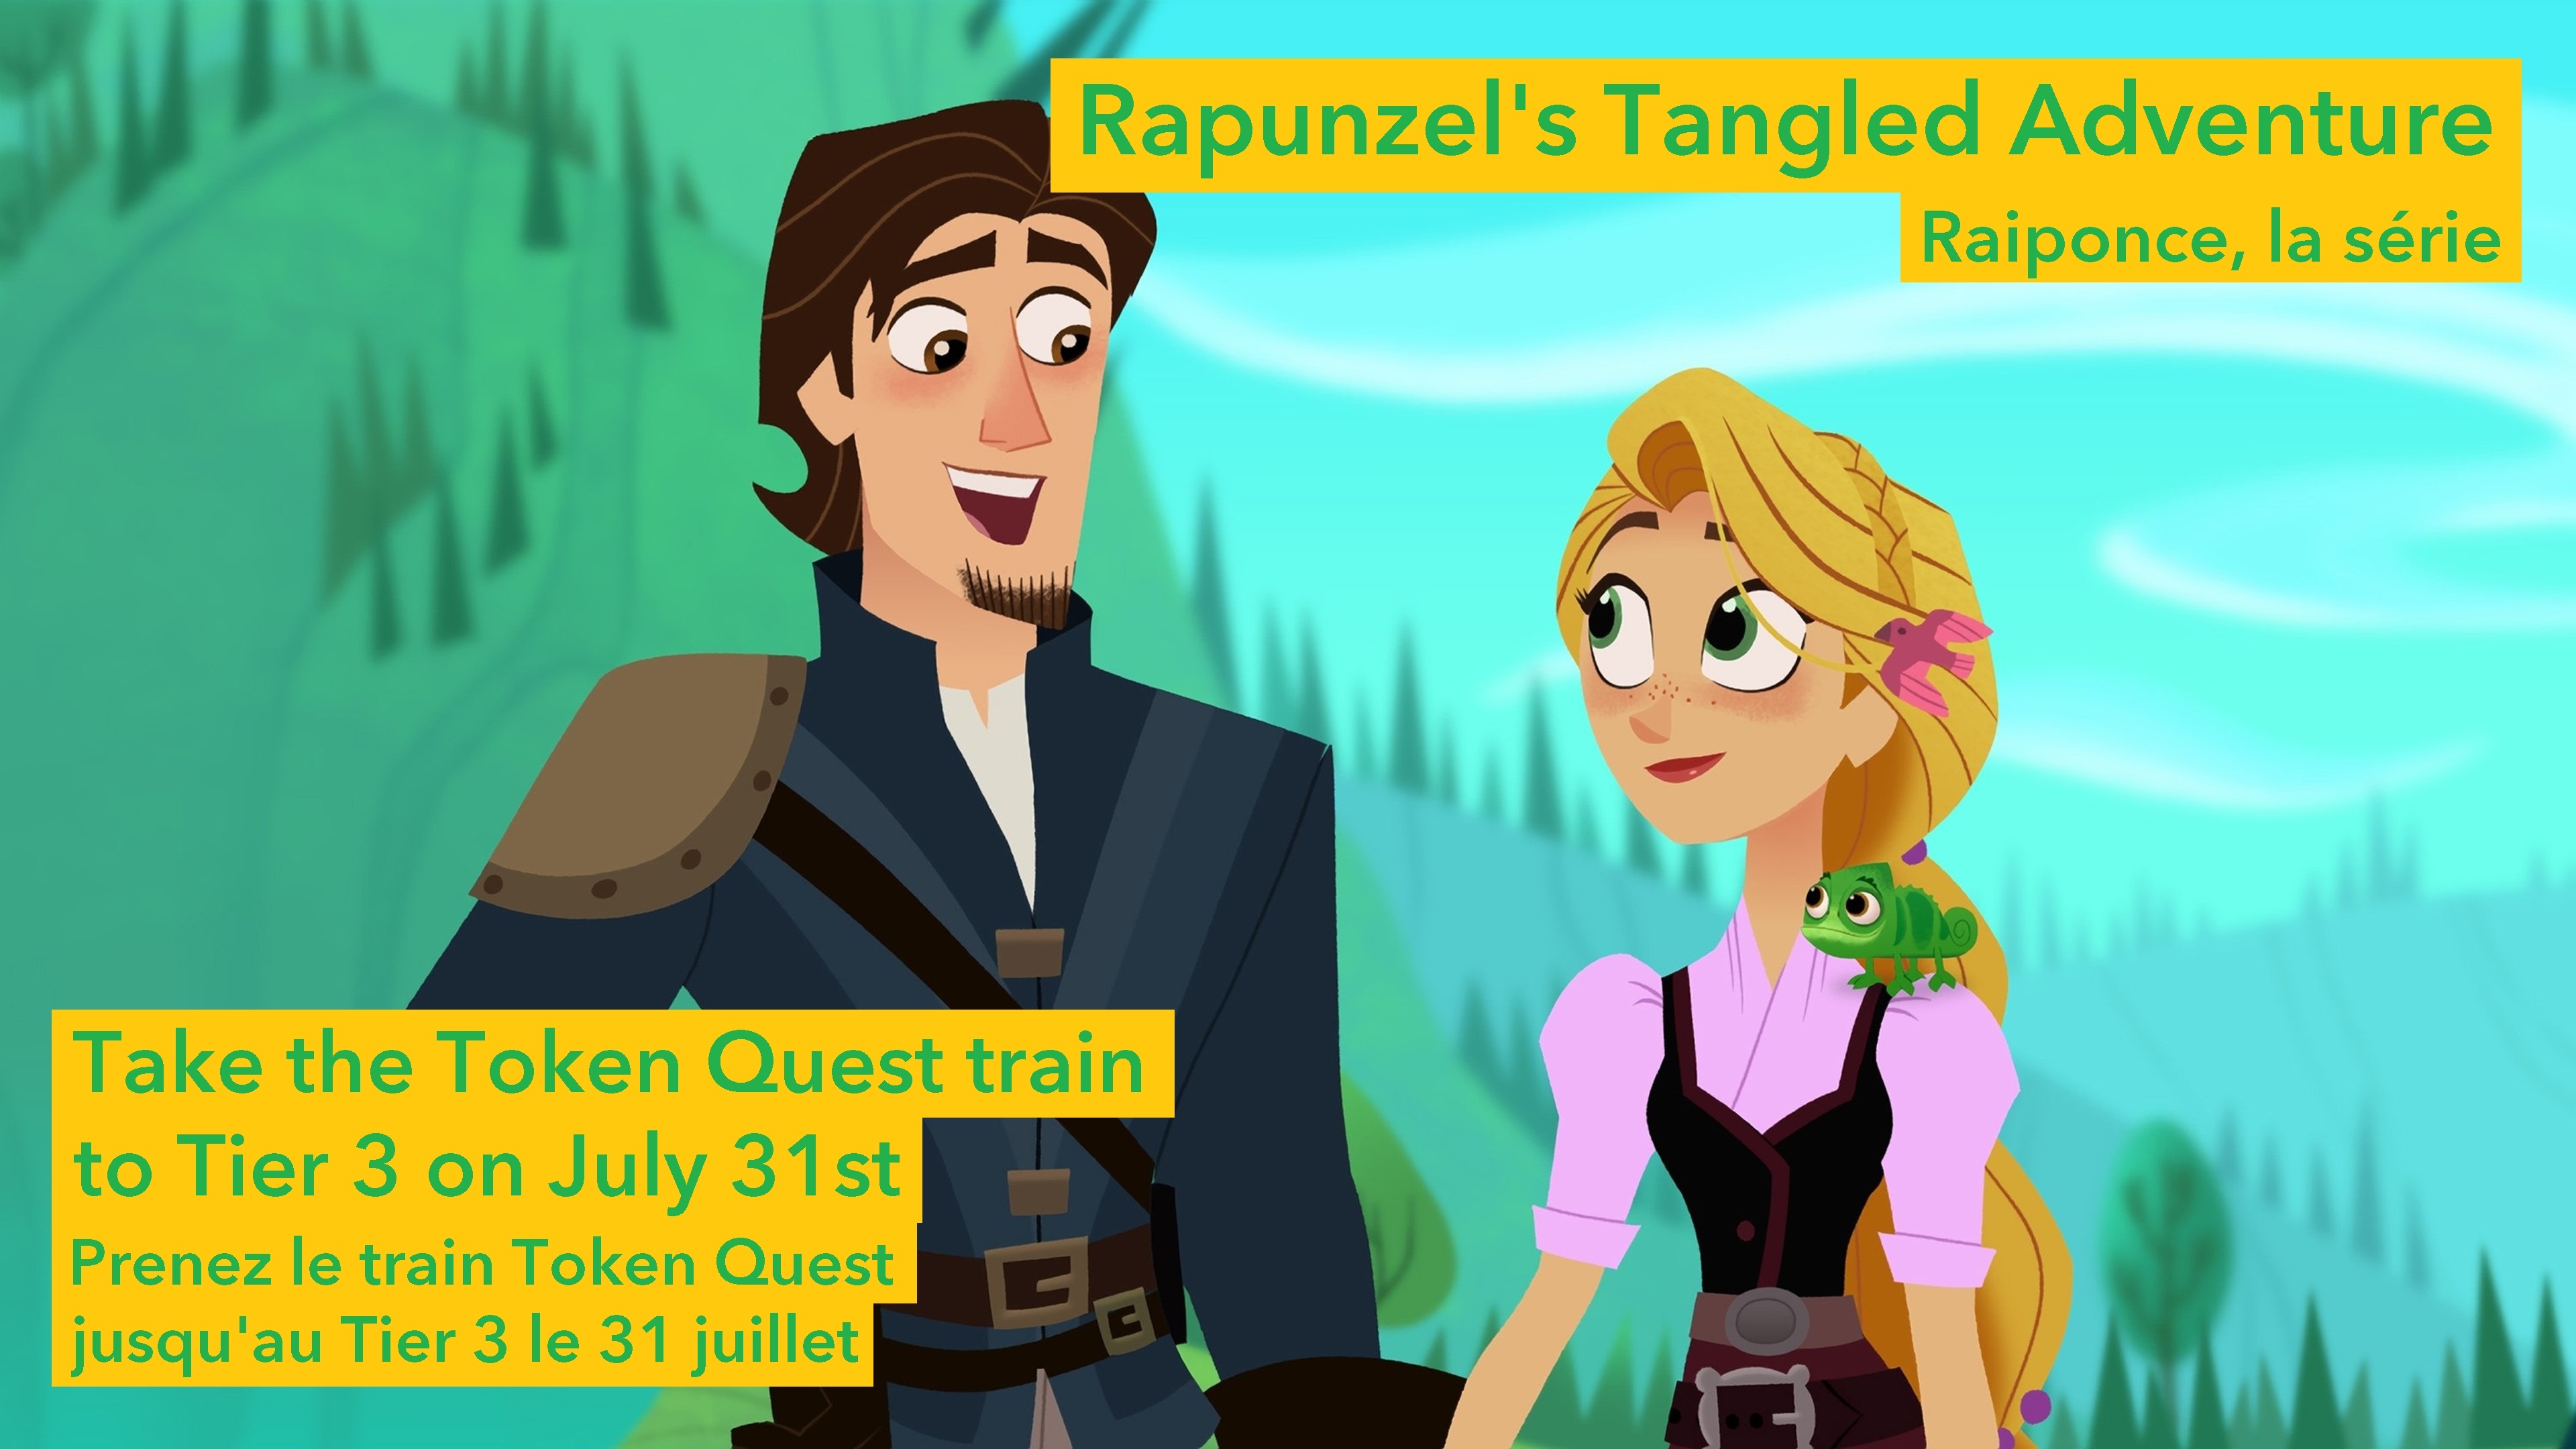 Rapunzel's Tangled Adventure
Raiponce, la série
Take the Token Quest train
to Tier 3 on July 31st
Prenez le train Token Quest
jusqu'au Tier 3 le 31 juillet